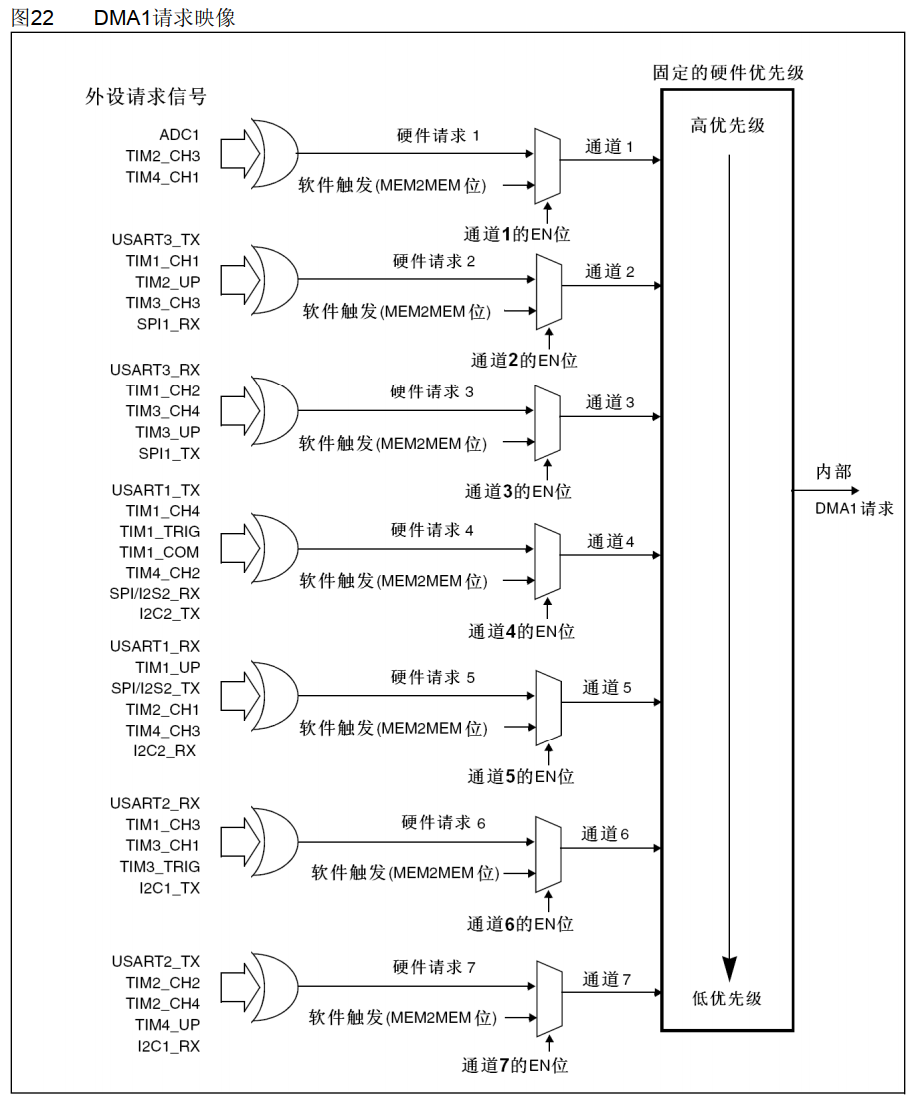 图22 DMA1请求映像
固定的硬件优先级
外设请求信号
高优先级
ADC1
TIM2_CH3
TIM4_CH1
硬件请求 1
软件触发(MEM2MEM 位)
通道 1
通道1的EN位
USART3_TX
TIM1_CH1
TIM2_UP
TIM3_CH3
SPI1_RX
硬件请求 2
软件触发(MEM2MEM 位)
通道 2
通道2的EN位
USART3_RX
TIM1_CH2
TIM3_CH4
TIM3_UP
SPI1_TX
硬件请求 3
软件触发(MEM2MEM 位)
通道 3
通道3的EN位
USART1_TX
TIM1_CH4
TIM1_TRIG
TIM1_COM
TIM4_CH2
SPI/I2S2_RX
I2C2_TX
硬件请求 4
软件触发(MEM2MEM 位)
通道4
通道4的EN位
内部
DMA1 请求
USART1_RX
TIM1_UP
SPI/I2S2_TX
TIM2_CH1
TIM4_CH3
I2C2_RX
硬件请求 5
软件触发(MEM2MEM 位)
通道 5
通道5的EN位
USART2_RX
TIM1_CH3
TIM3_CH1
TIM3_TRIG
I2C1_TX
硬件请求 6
软件触发(MEM2MEM 位)
通道6
通道6的EN位
USART2_TX
TIM2_CH2
TIM2_CH4
TIM4_UP
I2C1_RX
硬件请求 7
软件触发(MEM2MEM 位)
通道7
通道7的EN位
低优先级